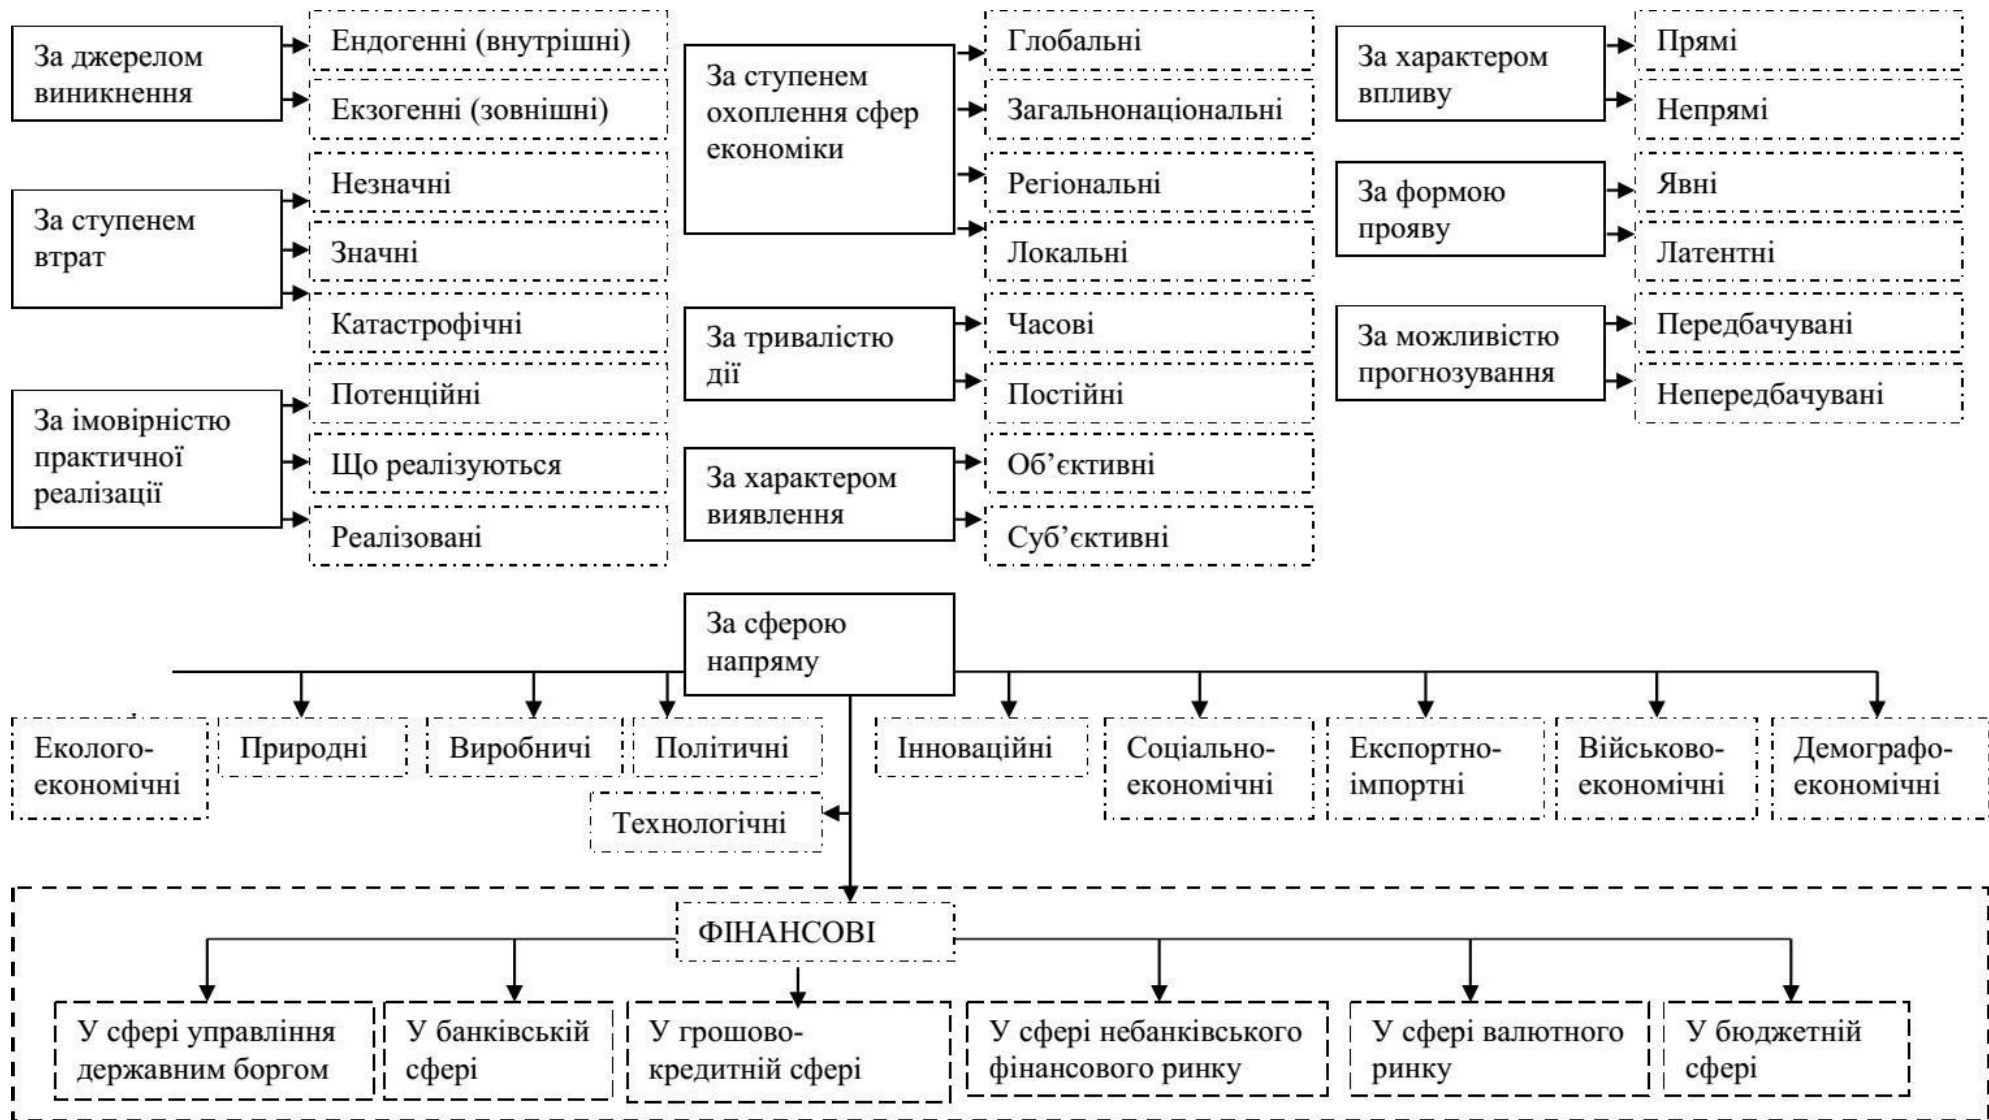 За джерелом
виникнення
Ендогенні (внутрішні)
Екзогенні (зовнішні)
За ступенем
втрат
Незначні
Значні
Катастрофічні
За імовірністю
практичної
реалізації
Потенційні
Що реалізуються
Реалізовані
За ступенем
охоплення сфер
економіки
Глобальні
Загальнонаціональні
Регіональні
Локальні
За тривалістю
дії
Часові
Постійні
За характером
виявлення
Об’єктивні
Суб’єктивні
За характером
впливу
Прямі
Непрямі
За формою
прояву
Явні
Латентні
За можливістю
прогнозування
Передбачувані
Непередбачувані
За сферою
напряму
Еколого-
економічні
Природні
Виробничі
Політичні
Інноваційні
Соціально-
економічні
Експортно-
імпортні
Військово-
економічні
Демографо-
економічні
Технологічні
ФІНАНСОВІ
У сфері управління
державним боргом
У банківській
сфері
У грошово-
кредитній сфері
У сфері небанківського
фінансового ринку
У сфері валютного
ринку
У бюджетній
сфері